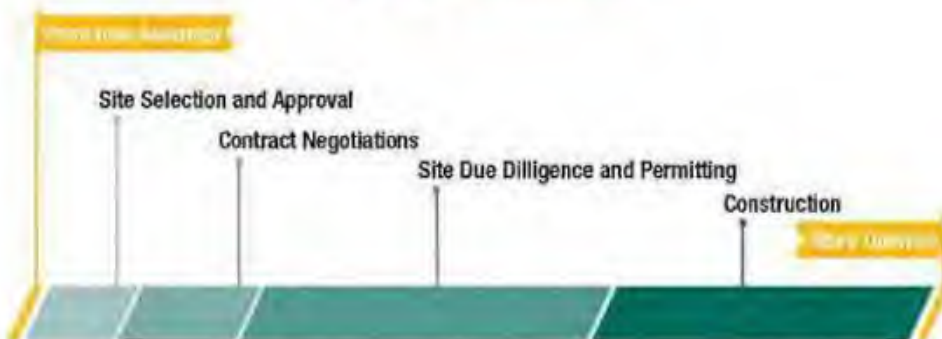 Site Selection and Approval
Contract Negotiations
Site Due Dilligence and Permitting
Construction